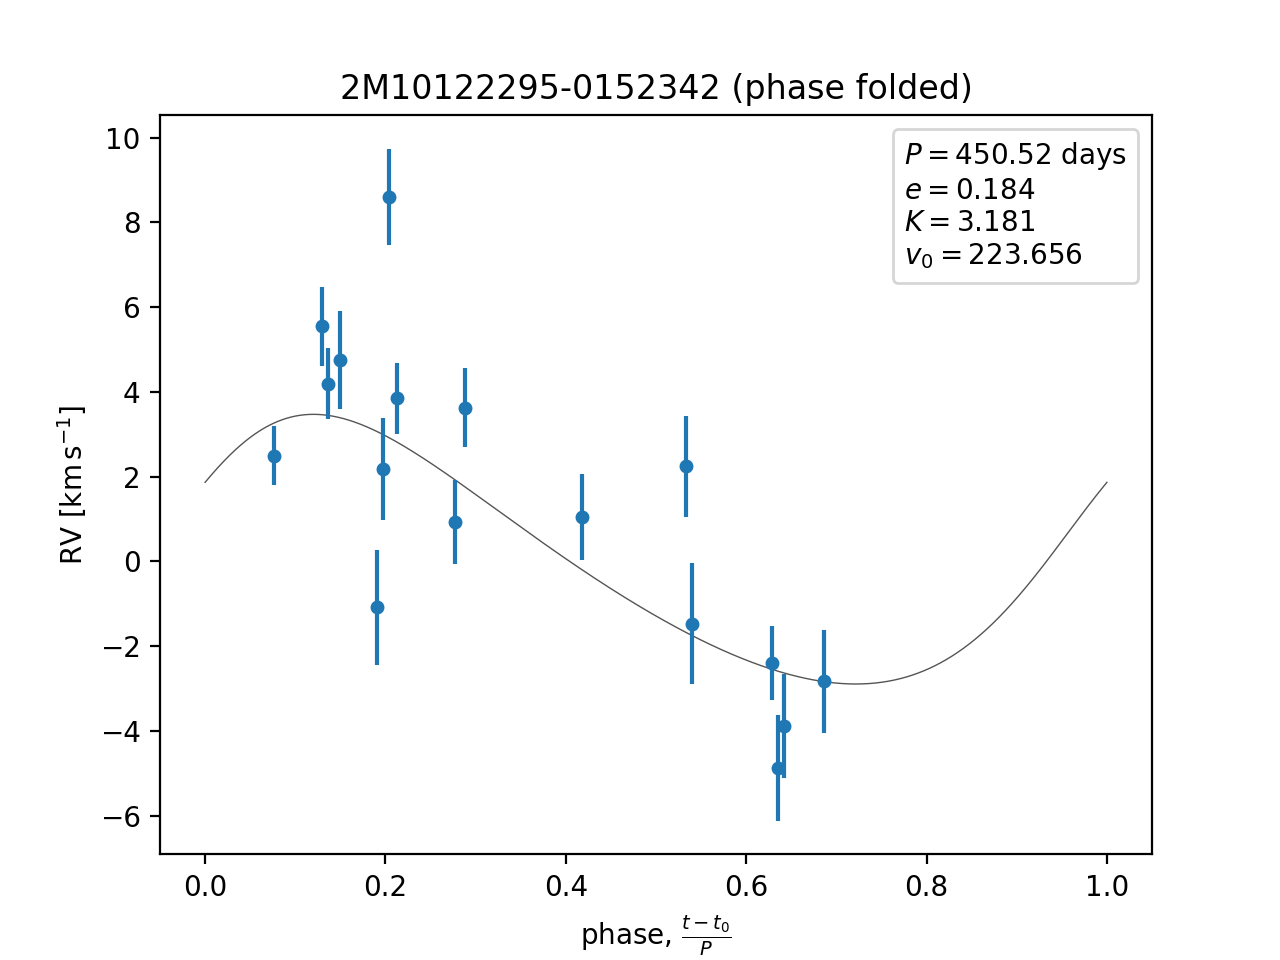 2M10122295-0152342 (phase folded)
P = 450.52 days
e = 0.184
K = 3.181
v₀ = 223.656
10
8
6
4
2
0
−2
−4
−6
RV [km s⁻¹]
0.0 0.2 0.4 0.6 0.8 1.0
phase, (t − t₀)/P